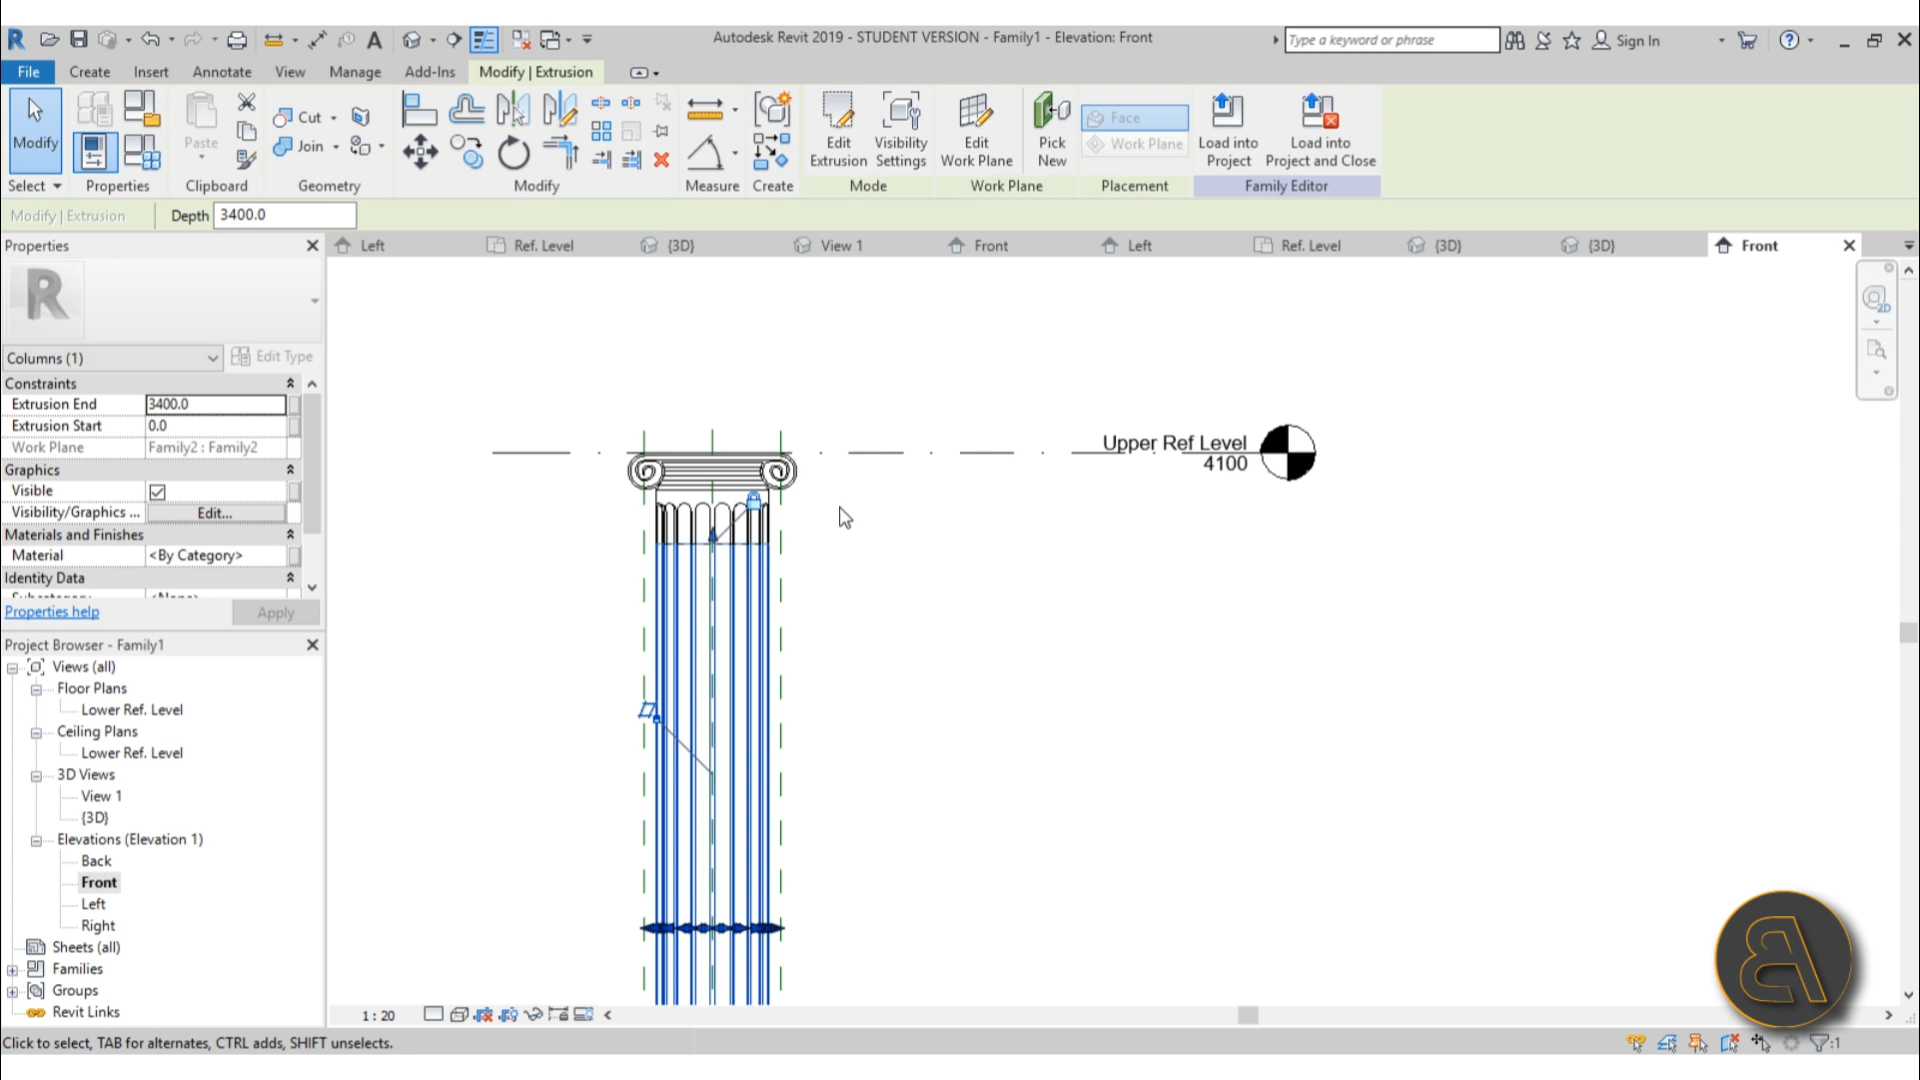 Autodesk Revit 2019 - STUDENT VERSION - Family1 - Elevation: Front
Type a keyword or phrase
Sign In
File Create Insert Annotate View Manage Add-Ins Modify | Extrusion
Modify
Paste
Cut
Join
Edit Extrusion
Visibility Settings
Edit Work Plane
Pick New
Face
Work Plane
Load into Project
Load into Project and Close
Select Properties Clipboard Geometry Modify Measure Create Mode Work Plane Placement Family Editor
Modify | Extrusion Depth 3400.0
Properties
Left Ref. Level {3D} View 1 Front Left Ref. Level {3D} {3D} Front
R
Columns (1) Edit Type
Constraints
Extrusion End 3400.0
Extrusion Start 0.0
Work Plane Family2 : Family2
Graphics
Visible
Visibility/Graphics ... Edit...
Materials and Finishes
Material <By Category>
Identity Data
Properties help Apply
Upper Ref Level
4100
Project Browser - Family1
Views (all)
Floor Plans
Lower Ref. Level
Ceiling Plans
Lower Ref. Level
3D Views
View 1
{3D}
Elevations (Elevation 1)
Back
Front
Left
Right
Sheets (all)
Families
Groups
Revit Links
1 : 20
Click to select, TAB for alternates, CTRL adds, SHIFT unselects.
:1